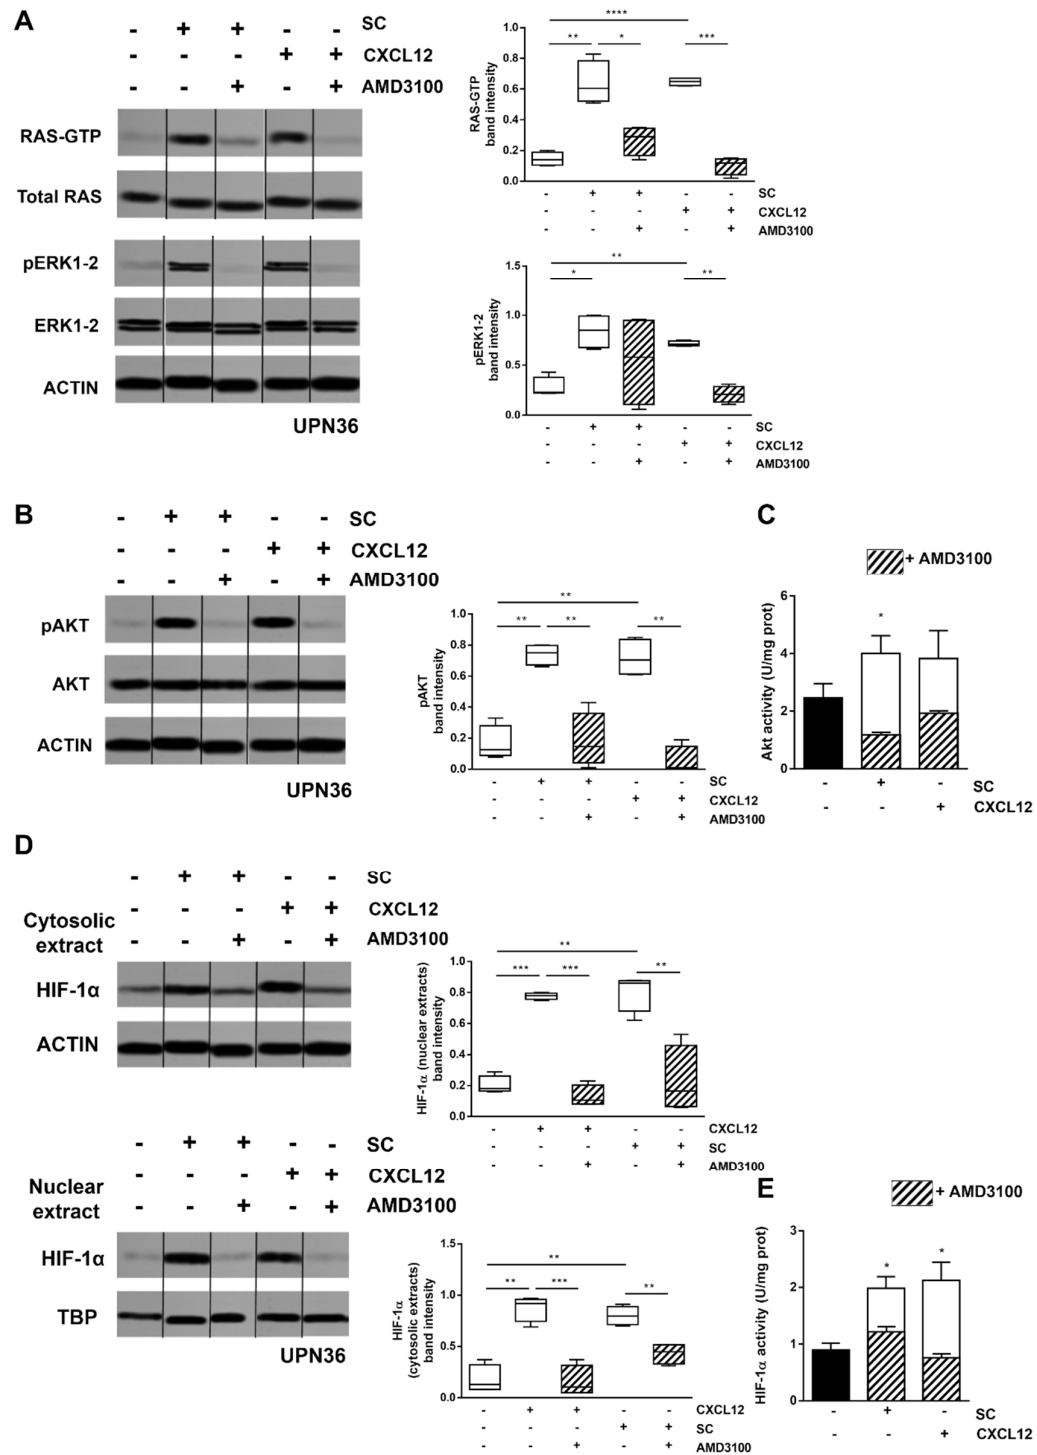 A
- + + - - SC
- - - + + CXCL12
- - + - + AMD3100
RAS-GTP
Total RAS
pERK1-2
ERK1-2
ACTIN
UPN36
RAS-GTP
band intensity
1.0
0.8
0.6
0.4
0.2
0.0
****
** * ***
- + + - - SC
- - - + + CXCL12
- - + - + AMD3100
pERK1-2
band intensity
1.5
1.0
0.5
0.0
**
* **
- + + - - SC
- - - + + CXCL12
- - + - + AMD3100
B
- + + - - SC
- - - + + CXCL12
- - + - + AMD3100
pAKT
AKT
ACTIN
UPN36
pAKT
band intensity
1.0
0.8
0.6
0.4
0.2
0.0
**
** ** **
- + + - - SC
- - - + + CXCL12
- - + - + AMD3100
C
+ AMD3100
Akt activity (U/mg prot)
6
4
2
0
*
- + - SC
- - + CXCL12
D
- + + - - SC
- - - + + CXCL12
- - + - + AMD3100
Cytosolic
extract
HIF-1α
ACTIN
HIF-1α (nuclear extracts)
band intensity
1.0
0.8
0.6
0.4
0.2
0.0
**
*** *** **
- + + - - CXCL12
- - - + + SC
- - + - + AMD3100
- + + - - SC
- - - + + CXCL12
- - + - + AMD3100
Nuclear
extract
HIF-1α
TBP
UPN36
HIF-1α
(cytosolic extracts)
band intensity
1.5
1.0
0.5
0.0
**
** *** **
- + + - - CXCL12
- - - + + SC
- - + - + AMD3100
E
+ AMD3100
HIF-1α activity (U/mg prot)
3
2
1
0
* *
- + - SC
- - + CXCL12